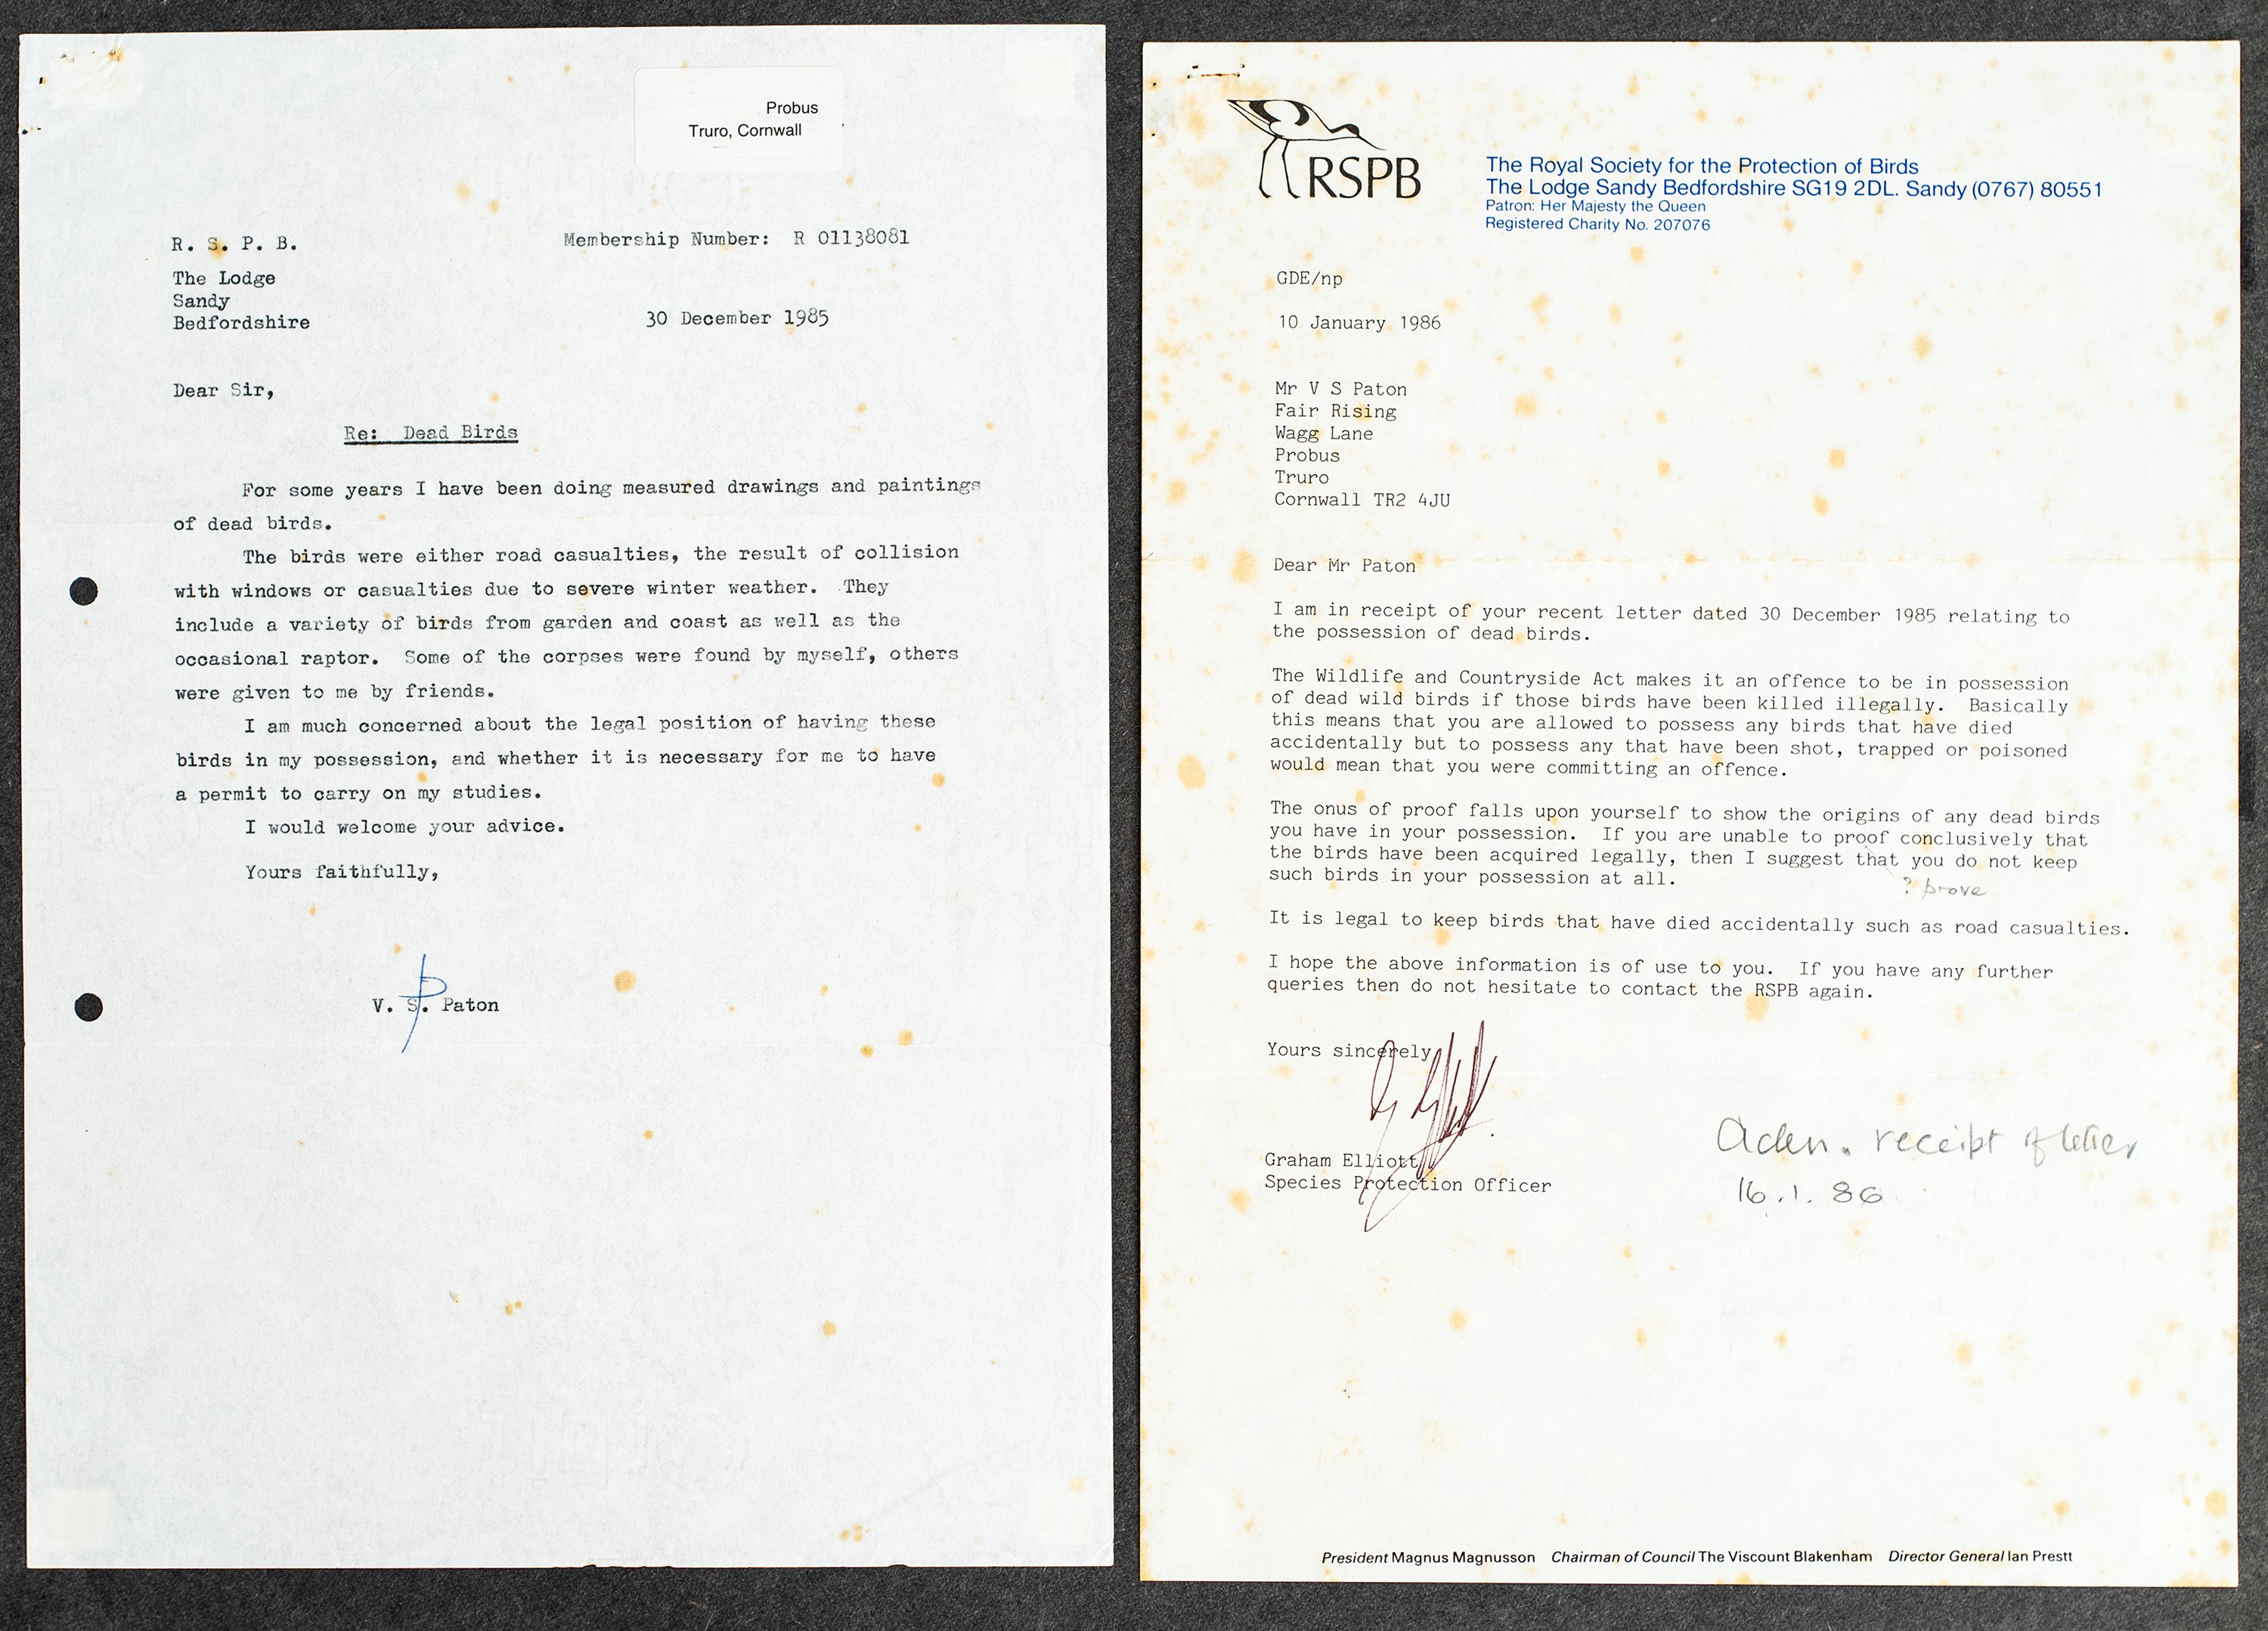 Probus
Truro, Cornwall
R. S. P. B.
Membership Number: R 01138081
The Lodge
Sandy
Bedfordshire
30 December 1985
Dear Sir,
Re: Dead Birds
For some years I have been doing measured drawings and paintings
of dead birds.
The birds were either road casualties, the result of collision
with windows or casualties due to severe winter weather. They
include a variety of birds from garden and coast as well as the
occasional raptor. Some of the corpses were found by myself, others
were given to me by friends.
I am much concerned about the legal position of having these
birds in my possession, and whether it is necessary for me to have
a permit to carry on my studies.
I would welcome your advice.
Yours faithfully,
V. S. Paton
RSPB
The Royal Society for the Protection of Birds
The Lodge Sandy Bedfordshire SG19 2DL. Sandy (0767) 80551
Patron: Her Majesty the Queen
Registered Charity No. 207076
GDE/np
10 January 1986
Mr V S Paton
Fair Rising
Wagg Lane
Probus
Truro
Cornwall TR2 4JU
Dear Mr Paton
I am in receipt of your recent letter dated 30 December 1985 relating to
the possession of dead birds.
The Wildlife and Countryside Act makes it an offence to be in possession
of dead wild birds if those birds have been killed illegally. Basically
this means that you are allowed to possess any birds that have died
accidentally but to possess any that have been shot, trapped or poisoned
would mean that you were committing an offence.
The onus of proof falls upon yourself to show the origins of any dead birds
you have in your possession. If you are unable to proof conclusively that
the birds have been acquired legally, then I suggest that you do not keep
such birds in your possession at all.
? prove
It is legal to keep birds that have died accidentally such as road casualties.
I hope the above information is of use to you. If you have any further
queries then do not hesitate to contact the RSPB again.
Yours sincerely
Graham Elliott
Species Protection Officer
receipt of letter
16.1.86
President Magnus Magnusson Chairman of Council The Viscount Blakenham Director General Ian Prestt